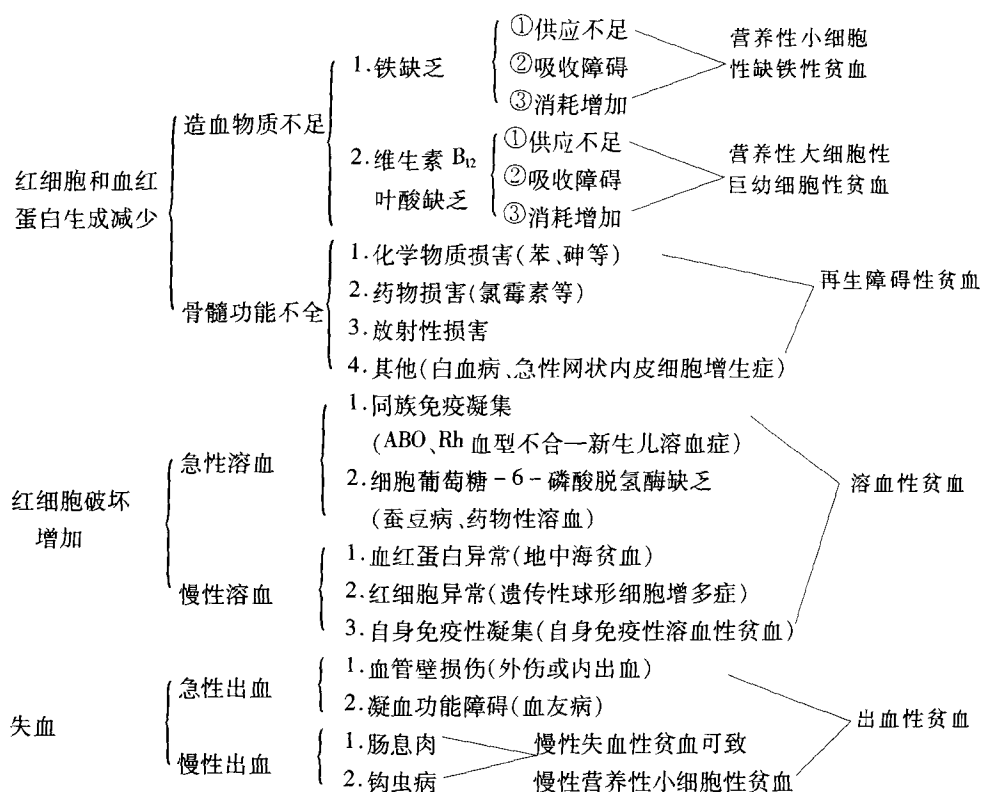 红细胞和血红
蛋白生成减少
造血物质不足
1.铁缺乏
①供应不足
②吸收障碍
③消耗增加
营养性小细胞
性缺铁性贫血
2.维生素 B₁₂
叶酸缺乏
①供应不足
②吸收障碍
③消耗增加
营养性大细胞性
巨幼细胞性贫血
骨髓功能不全
1.化学物质损害(苯、砷等)
2.药物损害(氯霉素等)
3.放射性损害
4.其他(白血病、急性网状内皮细胞增生症)
再生障碍性贫血
红细胞破坏
增加
急性溶血
1.同族免疫凝集
(ABO、Rh 血型不合一新生儿溶血症)
2.细胞葡萄糖-6-磷酸脱氢酶缺乏
(蚕豆病、药物性溶血)
慢性溶血
1.血红蛋白异常(地中海贫血)
2.红细胞异常(遗传性球形细胞增多症)
3.自身免疫性凝集(自身免疫性溶血性贫血)
溶血性贫血
失血
急性出血
1.血管壁损伤(外伤或内出血)
2.凝血功能障碍(血友病)
慢性出血
1.肠息肉
2.钩虫病
慢性失血性贫血可致
慢性营养性小细胞性贫血
出血性贫血